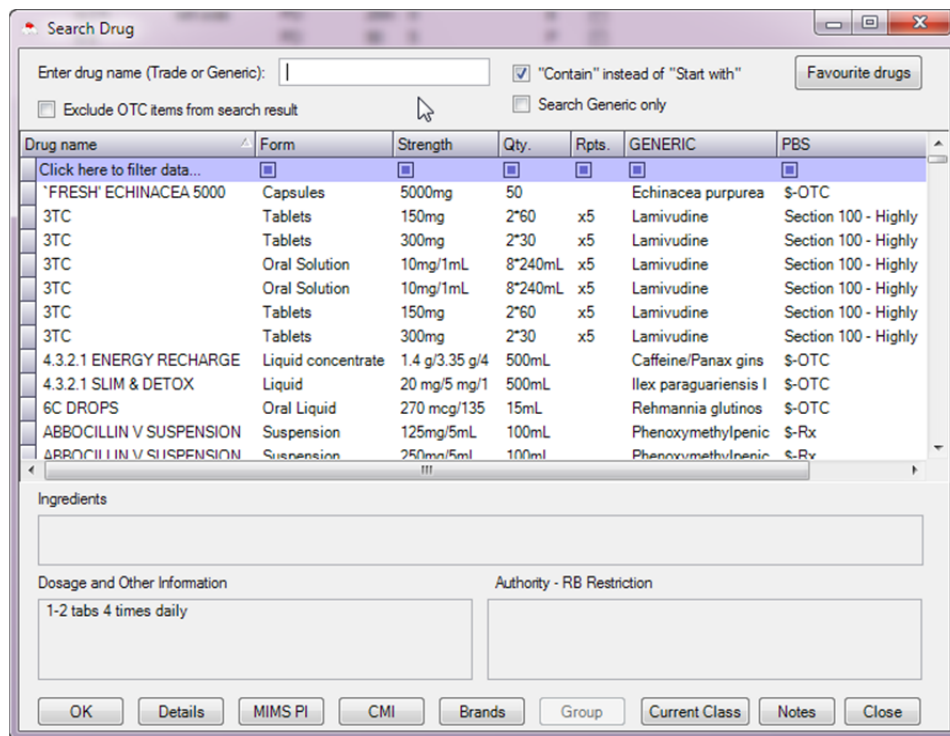 Search Drug
Enter drug name (Trade or Generic): "Contain" instead of "Start with" Favourite drugs
Exclude OTC items from search result Search Generic only
Drug name Form Strength Qty. Rpts. GENERIC PBS
Click here to filter data...
`FRESH' ECHINACEA 5000 Capsules 5000mg 50 Echinacea purpurea $-OTC
3TC Tablets 150mg 2*60 x5 Lamivudine Section 100 - Highly
3TC Tablets 300mg 2*30 x5 Lamivudine Section 100 - Highly
3TC Oral Solution 10mg/1mL 8*240mL x5 Lamivudine Section 100 - Highly
3TC Oral Solution 10mg/1mL 8*240mL x5 Lamivudine Section 100 - Highly
3TC Tablets 150mg 2*60 x5 Lamivudine Section 100 - Highly
3TC Tablets 300mg 2*30 x5 Lamivudine Section 100 - Highly
4.3.2.1 ENERGY RECHARGE Liquid concentrate 1.4 g/3.35 g/4 500mL Caffeine/Panax gins $-OTC
4.3.2.1 SLIM & DETOX Liquid 20 mg/5 mg/1 500mL Ilex paraguariensis l $-OTC
6C DROPS Oral Liquid 270 mcg/135 15mL Rehmannia glutinos $-OTC
ABBOCILLIN V SUSPENSION Suspension 125mg/5mL 100mL Phenoxymethylpenic $-Rx
ABBOCILLIN V SUSPENSION Suspension 250mg/5mL 100mL Phenoxymethylpenic $-Rx
Ingredients
Dosage and Other Information Authority - RB Restriction
1-2 tabs 4 times daily
OK Details MIMS PI CMI Brands Group Current Class Notes Close